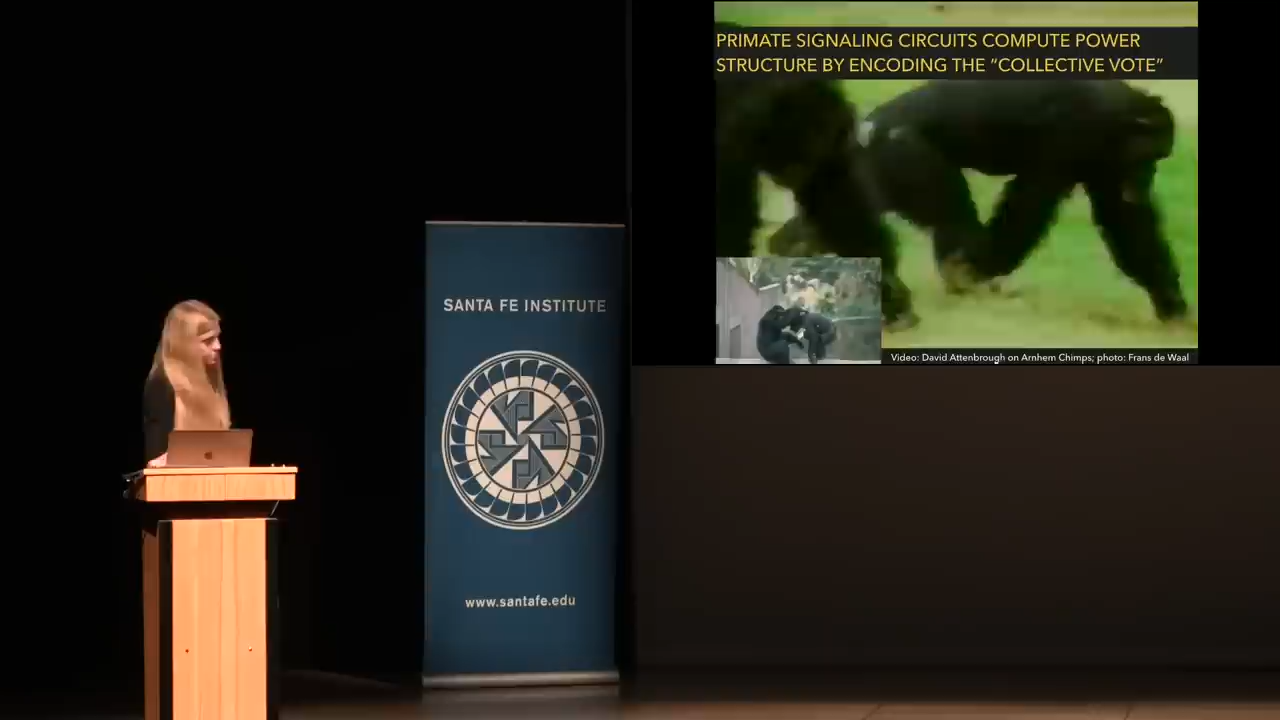 PRIMATE SIGNALING CIRCUITS COMPUTE POWER
STRUCTURE BY ENCODING THE "COLLECTIVE VOTE"
Video: David Attenbrough on Arnhem Chimps; photo: Frans de Waal
SANTA FE INSTITUTE
www.santafe.edu